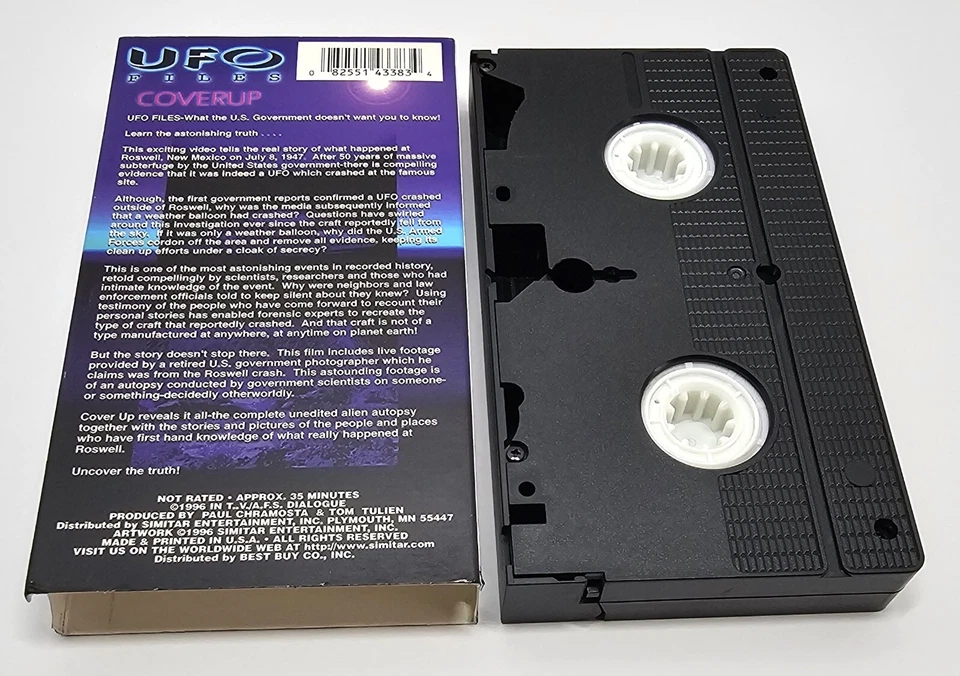 UFO
FILES
0 82551 43383 4
COVERUP
UFO FILES-What the U.S. Government doesn't want you to know!
Learn the astonishing truth . . . .
This exciting video tells the real story of what happened at
Roswell, New Mexico on July 8, 1947. After 50 years of massive
subterfuge by the United States government-there is compelling
evidence that it was indeed a UFO which crashed at the famous
site.
Although, the first government reports confirmed a UFO crashed
outside of Roswell, why was the media subsequently informed
that a weather balloon had crashed? Questions have swirled
around this investigation ever since the craft reportedly fell from
the sky. If it was only a weather balloon, why did the U.S. Armed
Forces cordon off the area and remove all evidence, keeping its
clean up efforts under a cloak of secrecy?
This is one of the most astonishing events in recorded history,
retold compellingly by scientists, researchers and those who had
intimate knowledge of the event. Why were neighbors and law
enforcement officials told to keep silent about they knew? Using
testimony of the people who have come forward to recount their
personal stories has enabled forensic experts to recreate the
type of craft that reportedly crashed. And that craft is not of a
type manufactured at anywhere, at anytime on planet earth!
But the story doesn't stop there. This film includes live footage
provided by a retired U.S. government photographer which he
claims was from the Roswell crash. This astounding footage is
of an autopsy conducted by government scientists on someone-
or something-decidedly otherworldly.
Cover Up reveals it all-the complete unedited alien autopsy
together with the stories and pictures of the people and places
who have first hand knowledge of what really happened at
Roswell.
Uncover the truth!
NOT RATED • APPROX. 35 MINUTES
©1996 IN T..V./A.F.S. DIALOGUE
PRODUCED BY PAUL CHRAMOSTA & TOM TULIEN
Distributed by SIMITAR ENTERTAINMENT, INC. PLYMOUTH, MN 55447
ARTWORK ©1996 SIMITAR ENTERTAINMENT, INC.
MADE & PRINTED IN U.S.A. • ALL RIGHTS RESERVED
VISIT US ON THE WORLDWIDE WEB AT http://www.simitar.com
Distributed by BEST BUY CO., INC.